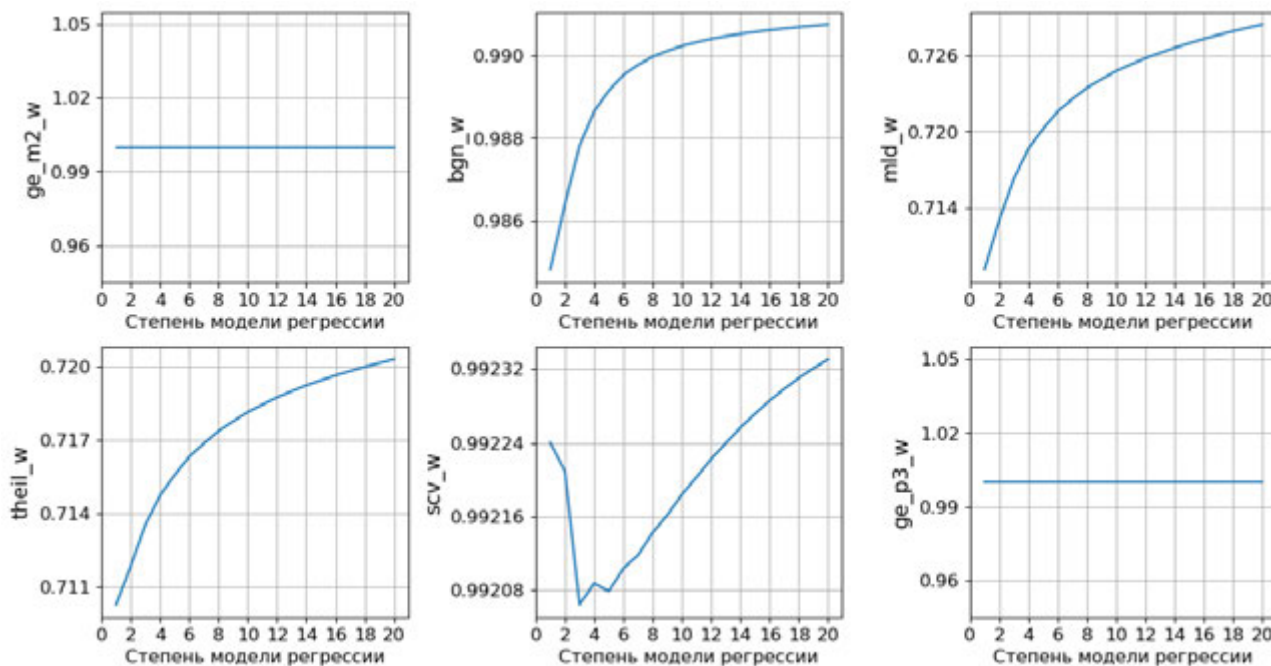 ge_m2_w
1.05
1.02
0.99
0.96
0 2 4 6 8 10 12 14 16 18 20
Степень модели регрессии
bgn_w
0.990
0.988
0.986
0 2 4 6 8 10 12 14 16 18 20
Степень модели регрессии
mld_w
0.726
0.720
0.714
0 2 4 6 8 10 12 14 16 18 20
Степень модели регрессии
theil_w
0.720
0.717
0.714
0.711
0 2 4 6 8 10 12 14 16 18 20
Степень модели регрессии
scv_w
0.99232
0.99224
0.99216
0.99208
0 2 4 6 8 10 12 14 16 18 20
Степень модели регрессии
ge_p3_w
1.05
1.02
0.99
0.96
0 2 4 6 8 10 12 14 16 18 20
Степень модели регрессии